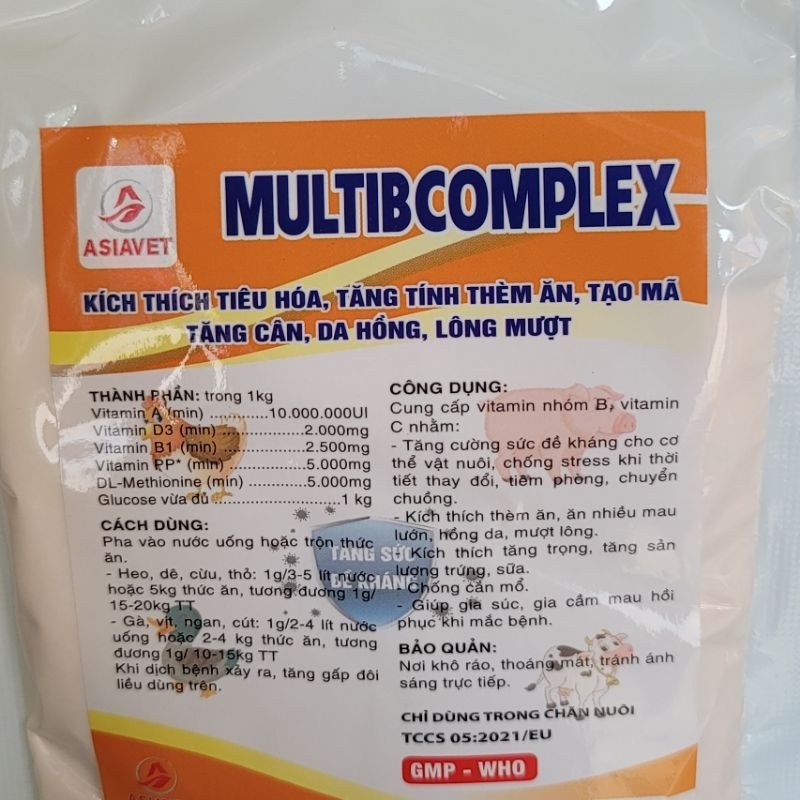 ASIAVET
MULTIBCOMPLEX
KÍCH THÍCH TIÊU HÓA, TĂNG TÍNH THÈM ĂN, TẠO MÃ
TĂNG CÂN, DA HỒNG, LÔNG MƯỢT
THÀNH PHẦN: trong 1kg
Vitamin A (min) .............10.000.000UI
Vitamin D3 (min) ....................2.000mg
Vitamin B1 (min) ....................2.500mg
Vitamin PP* (min) ..................5.000mg
DL-Methionine (min) ..............5.000mg
Glucose vừa đủ ..........................1 kg
CÁCH DÙNG:
Pha vào nước uống hoặc trộn thức
ăn.
- Heo, dê, cừu, thỏ: 1g/3-5 lít nước
hoặc 5kg thức ăn, tương đương 1g/
15-20kg TT
- Gà, vịt, ngan, cút: 1g/2-4 lít nước
uống hoặc 2-4 kg thức ăn, tương
đương 1g/ 10-15kg TT
Khi dịch bệnh xảy ra, tăng gấp đôi
liều dùng trên.
TĂNG SỨC
ĐỀ KHÁNG
CÔNG DỤNG:
Cung cấp vitamin nhóm B, vitamin
C nhằm:
- Tăng cường sức đề kháng cho cơ
thể vật nuôi, chống stress khi thời
tiết thay đổi, tiêm phòng, chuyển
chuồng.
- Kích thích thèm ăn, ăn nhiều mau
lướn, hồng da, mượt lông.
- Kích thích tăng trọng, tăng sản
lượng trứng, sữa.
- Chống cắn mổ.
- Giúp gia súc, gia cầm mau hồi
phục khi mắc bệnh.
BẢO QUẢN:
Nơi khô ráo, thoáng mát, tránh ánh
sáng trực tiếp.
CHỈ DÙNG TRONG CHĂN NUÔI
TCCS 05:2021/EU
GMP - WHO
ASIAVET